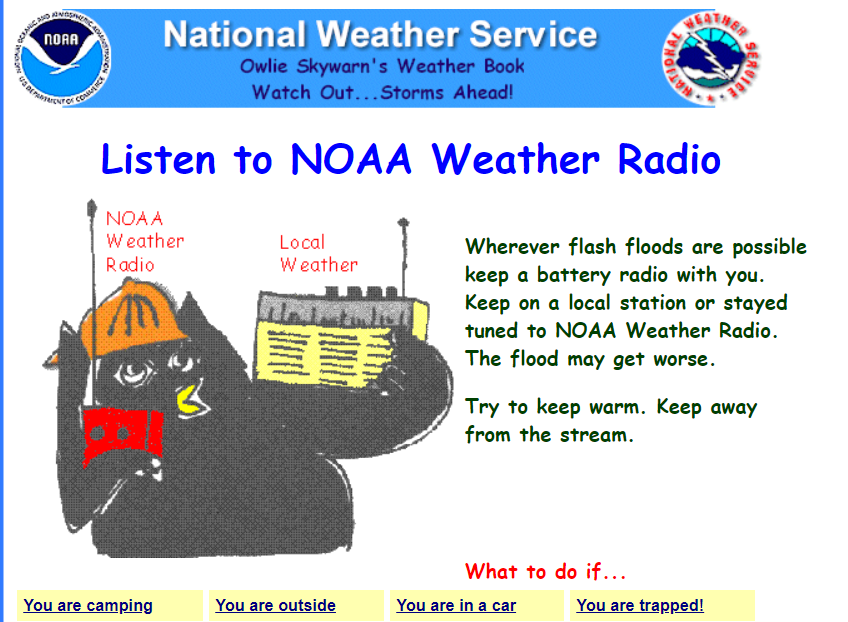 NATIONAL OCEANIC AND ATMOSPHERIC ADMINISTRATION
NOAA
U.S. DEPARTMENT OF COMMERCE
National Weather Service
Owlie Skywarn's Weather Book
Watch Out...Storms Ahead!
NATIONAL WEATHER SERVICE
Listen to NOAA Weather Radio
NOAA
Weather
Radio
Local
Weather
Wherever flash floods are possible
keep a battery radio with you.
Keep on a local station or stayed
tuned to NOAA Weather Radio.
The flood may get worse.
Try to keep warm. Keep away
from the stream.
What to do if...
You are camping
You are outside
You are in a car
You are trapped!